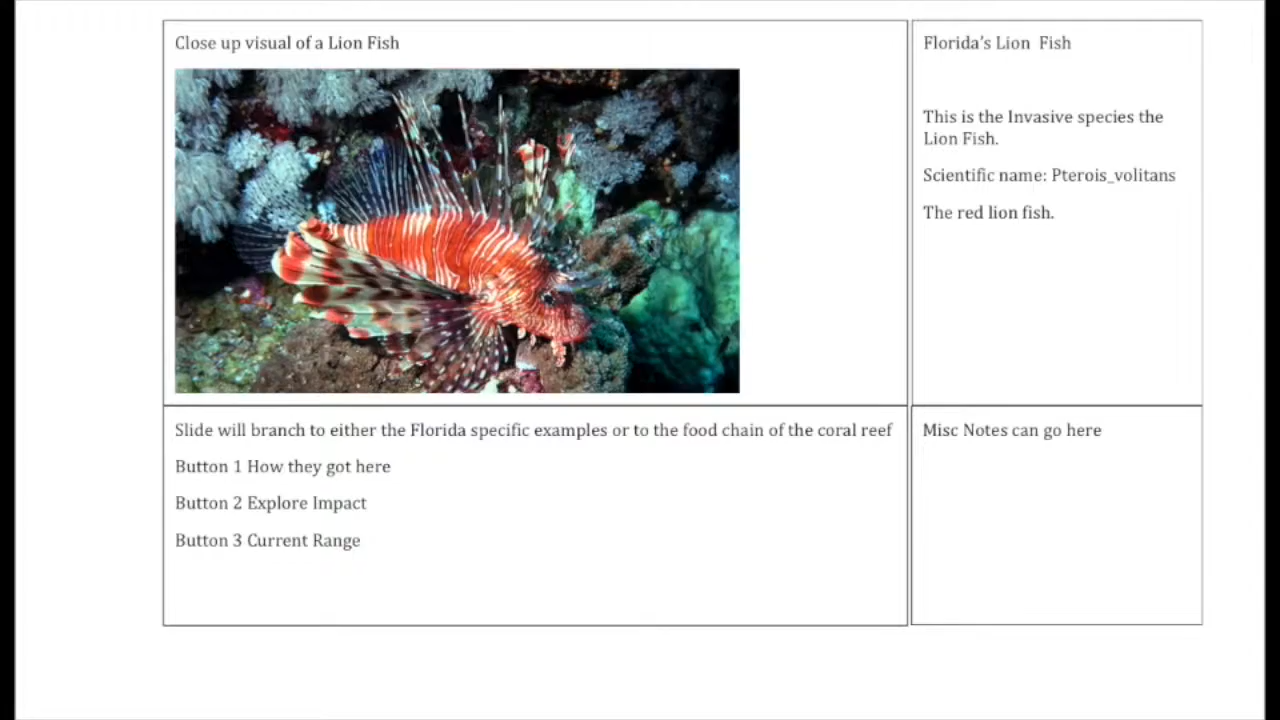 Close up visual of a Lion Fish
Florida's Lion Fish
This is the Invasive species the
Lion Fish.
Scientific name: Pterois_volitans
The red lion fish.
Slide will branch to either the Florida specific examples or to the food chain of the coral reef
Button 1 How they got here
Button 2 Explore Impact
Button 3 Current Range
Misc Notes can go here